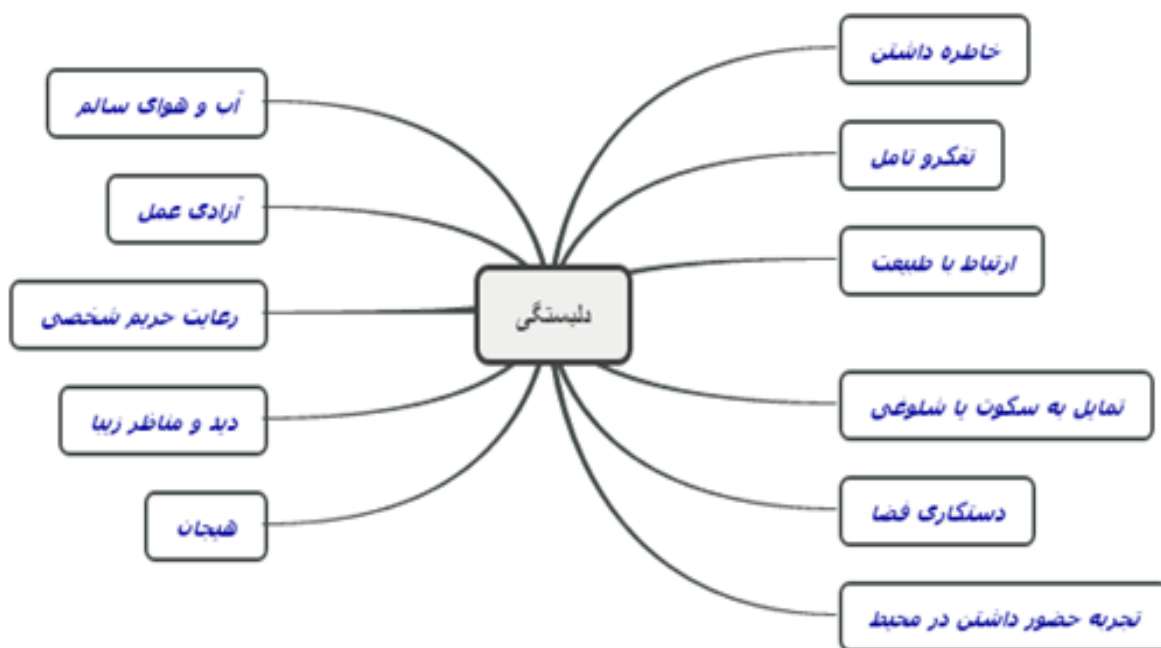 خاطره داشتن
تفکرو تامل
ارتباط با طبیعت
تمایل به سکوت یا شلوغی
دستکاری فضا
تجربه حضور داشتن در محیط
دلبستگی
آب و هوای سالم
آزادی عمل
رعایت حریم شخصی
دید و مناظر زیبا
هیجان